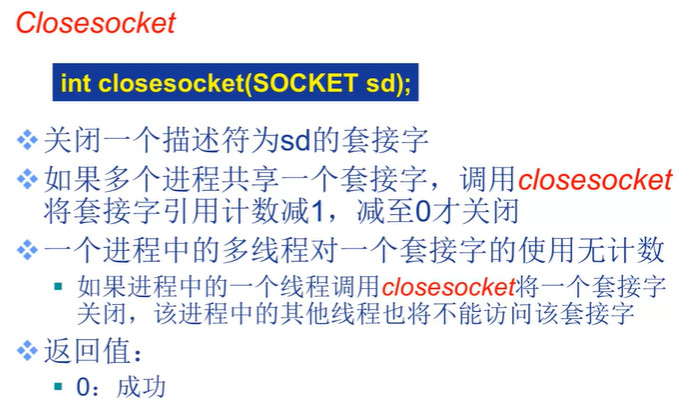 Closesocket
int closesocket(SOCKET sd);
关闭一个描述符为sd的套接字
如果多个进程共享一个套接字，调用closesocket
将套接字引用计数减1，减至0才关闭
一个进程中的多线程对一个套接字的使用无计数
如果进程中的一个线程调用closesocket将一个套接字
关闭，该进程中的其他线程也将不能访问该套接字
返回值：
0：成功